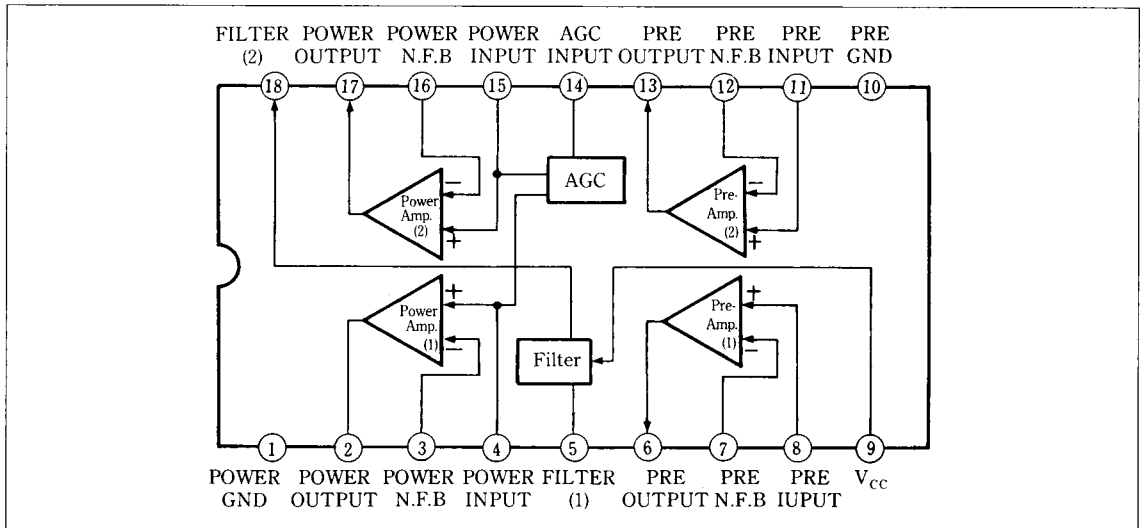 FILTER POWER POWER POWER AGC PRE PRE PRE PRE
(2) OUTPUT N.F.B INPUT INPUT OUTPUT N.F.B INPUT GND
18 17 16 15 14 13 12 11 10
AGC
− −
Power Pre-
Amp. Amp.
(2) (2)
+ +
+ +
Power Pre-
Amp. Amp.
(1) (1)
− −
Filter
1 2 3 4 5 6 7 8 9
POWER POWER POWER POWER FILTER PRE PRE PRE VCC
GND OUTPUT N.F.B INPUT (1) OUTPUT N.F.B IUPUT